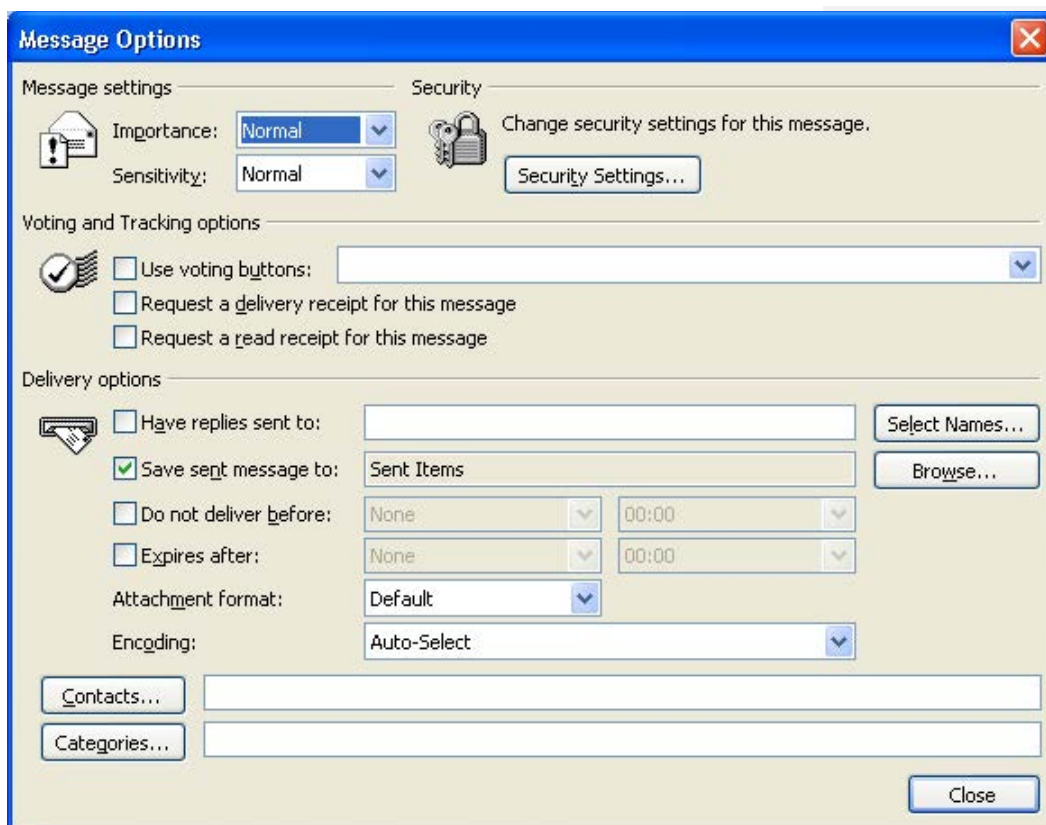 Message Options
Message settings
Security
Importance: Normal
Change security settings for this message.
Sensitivity: Normal
Security Settings...
Voting and Tracking options
Use voting buttons:
Request a delivery receipt for this message
Request a read receipt for this message
Delivery options
Have replies sent to:
Select Names...
Save sent message to: Sent Items
Browse...
Do not deliver before: None 00:00
Expires after: None 00:00
Attachment format: Default
Encoding: Auto-Select
Contacts...
Categories...
Close